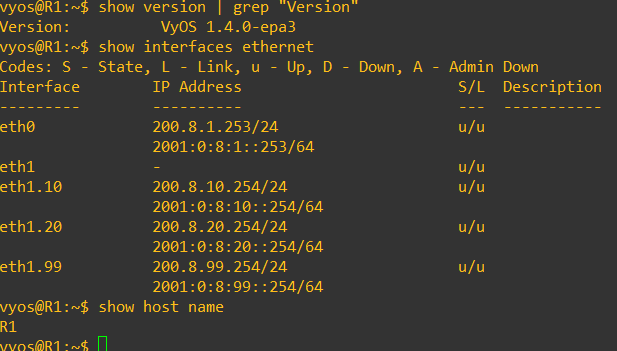 vyos@R1:~$ show version | grep "Version"
Version:          VyOS 1.4.0-epa3
vyos@R1:~$ show interfaces ethernet
Codes: S - State, L - Link, u - Up, D - Down, A - Admin Down
Interface        IP Address                        S/L  Description
---------        ----------                        ---  -----------
eth0             200.8.1.253/24                    u/u
                 2001:0:8:1::253/64
eth1             -                                 u/u
eth1.10          200.8.10.254/24                   u/u
                 2001:0:8:10::254/64
eth1.20          200.8.20.254/24                   u/u
                 2001:0:8:20::254/64
eth1.99          200.8.99.254/24                   u/u
                 2001:0:8:99::254/64
vyos@R1:~$ show host name
R1
vyos@R1:~$